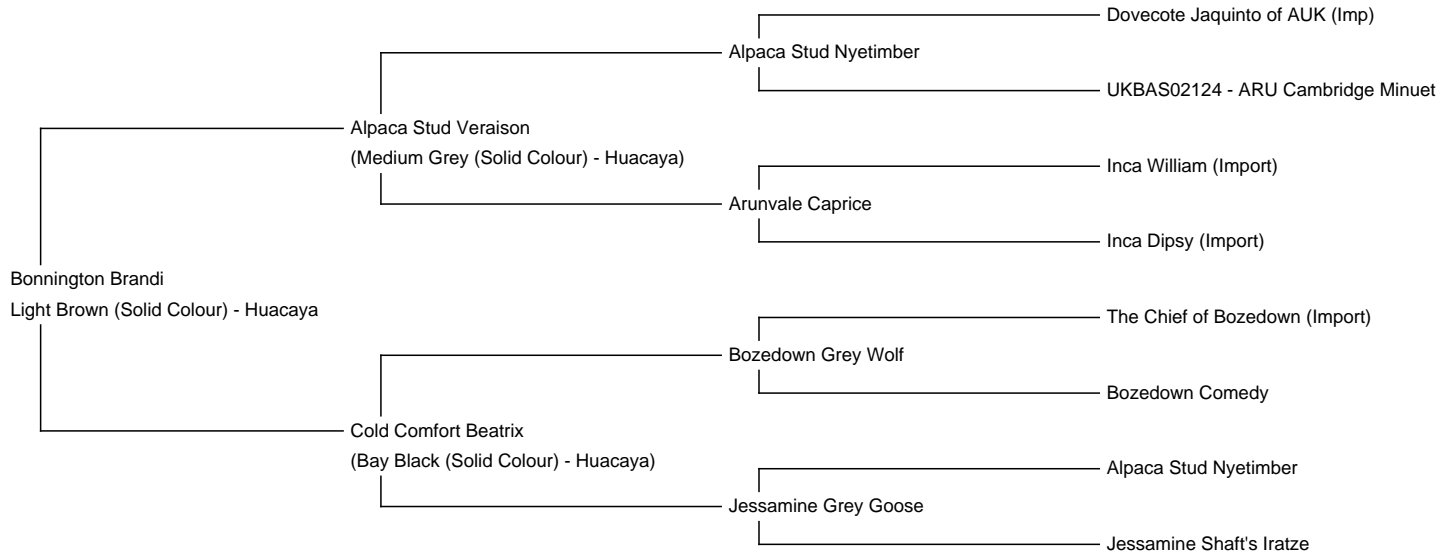 Dovecote Jaquinto of AUK (Imp)
Alpaca Stud Nyetimber
UKBAS02124 - ARU Cambridge Minuet
Alpaca Stud Veraison
(Medium Grey (Solid Colour) - Huacaya)
Inca William (Import)
Arunvale Caprice
Inca Dipsy (Import)
Bonnington Brandi
Light Brown (Solid Colour) - Huacaya
The Chief of Bozedown (Import)
Bozedown Grey Wolf
Bozedown Comedy
Cold Comfort Beatrix
(Bay Black (Solid Colour) - Huacaya)
Alpaca Stud Nyetimber
Jessamine Grey Goose
Jessamine Shaft's Iratze